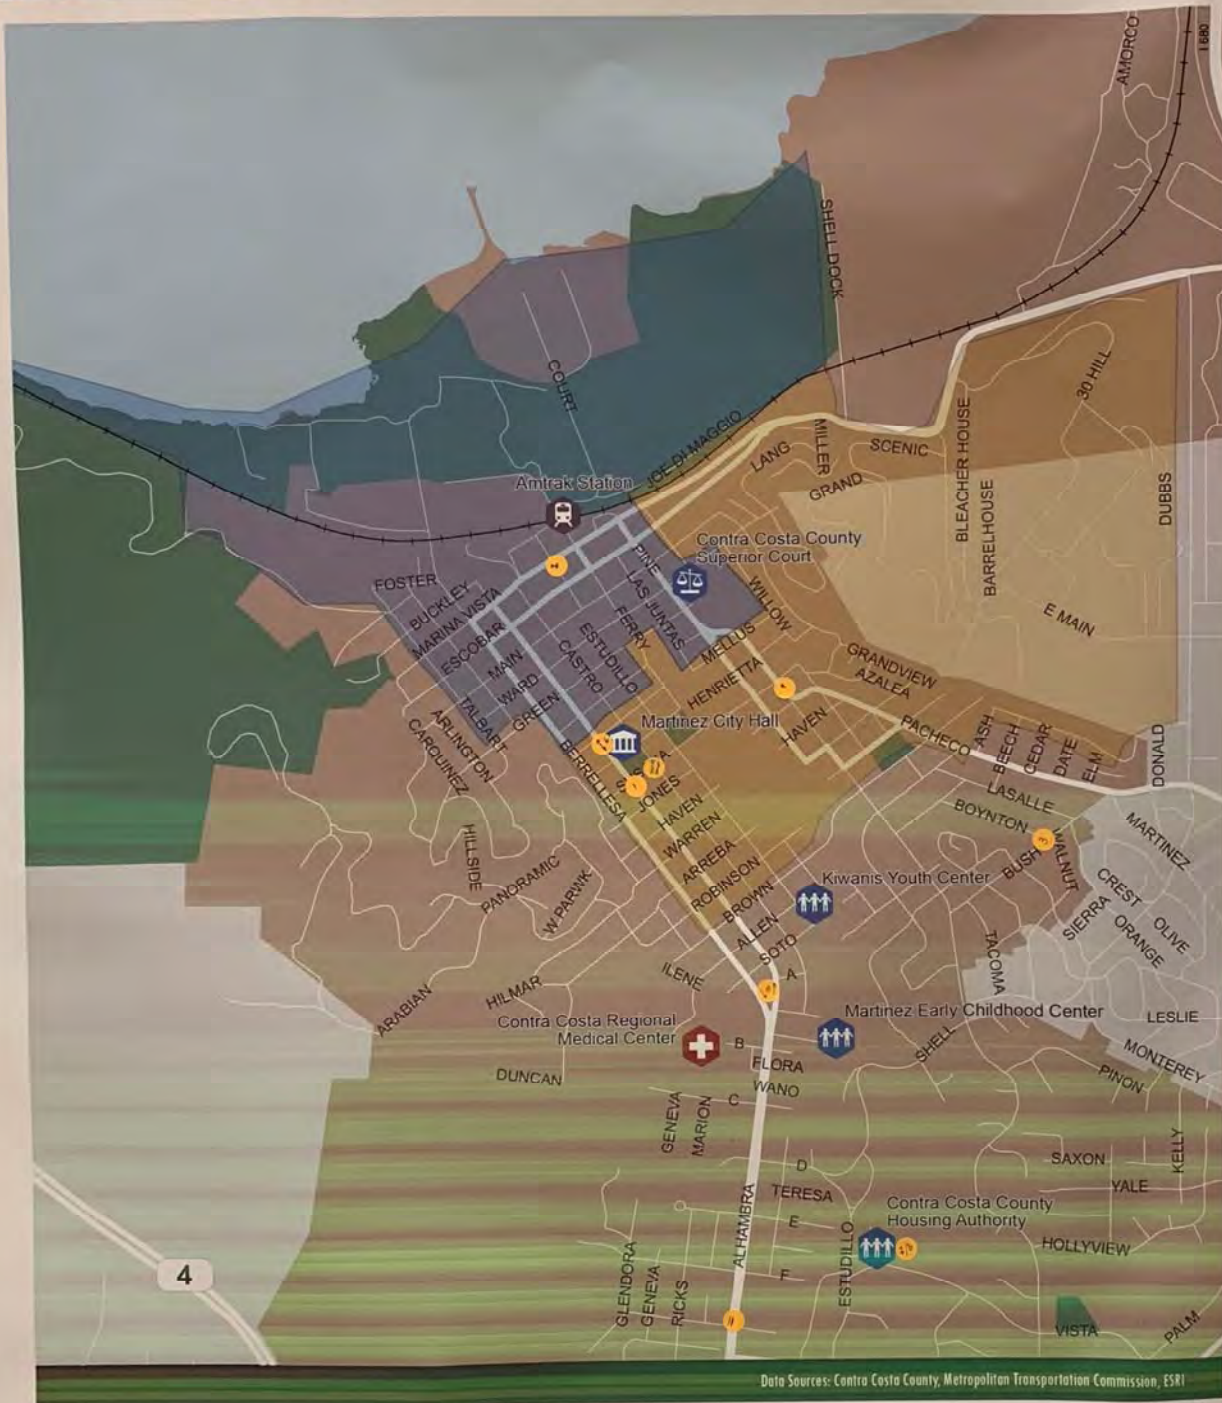 I 680
AMORCO
SHELL DOCK
COURT
30 HILL
JOE DI MAGGIO
MILLER
SCENIC
LANG
BLEACHER HOUSE
GRAND
DUBBS
Amtrak Station
BARRELHOUSE
Contra Costa County
Superior Court
PINE
FOSTER
LAS JUNTAS
WILLOW
BUCKLEY
MARINA VISTA
FERRY
E MAIN
ESCOBAR
ESTUDILLO
MELLUS
MAIN
CASTRO
HENRIETTA
GRANDVIEW
AZALEA
WARD
GREEN
TALBART
ARLINGTON
CARQUINEZ
Martinez City Hall
HAVEN
PACHECO
ASH
BEECH
CEDAR
DATE
ELM
DONALD
BERRELLESA
JONES
LASALLE
HAVEN
BOYNTON
WARREN
MARTINEZ
HILLSIDE
ARREBA
BUSH
WALNUT
3
PANORAMIC
ROBINSON
Kiwanis Youth Center
CREST
W PARWK
BROWN
SIERRA
OLIVE
ALLEN
ORANGE
SOTO
TACOMA
ILENE
A
HILMAR
ARABIAN
Martinez Early Childhood Center
LESLIE
Contra Costa Regional
Medical Center
B
SHELL
FLORA
MONTEREY
DUNCAN
WANO
PINON
C
GENEVA
MARION
KELLY
D
SAXON
TERESA
YALE
ALHAMBRA
Contra Costa County
Housing Authority
E
ESTUDILLO
HOLLYVIEW
GLENDORA
GENEVA
RICKS
F
4
VISTA
PALM
Data Sources: Contra Costa County, Metropolitan Transportation Commission, ESRI